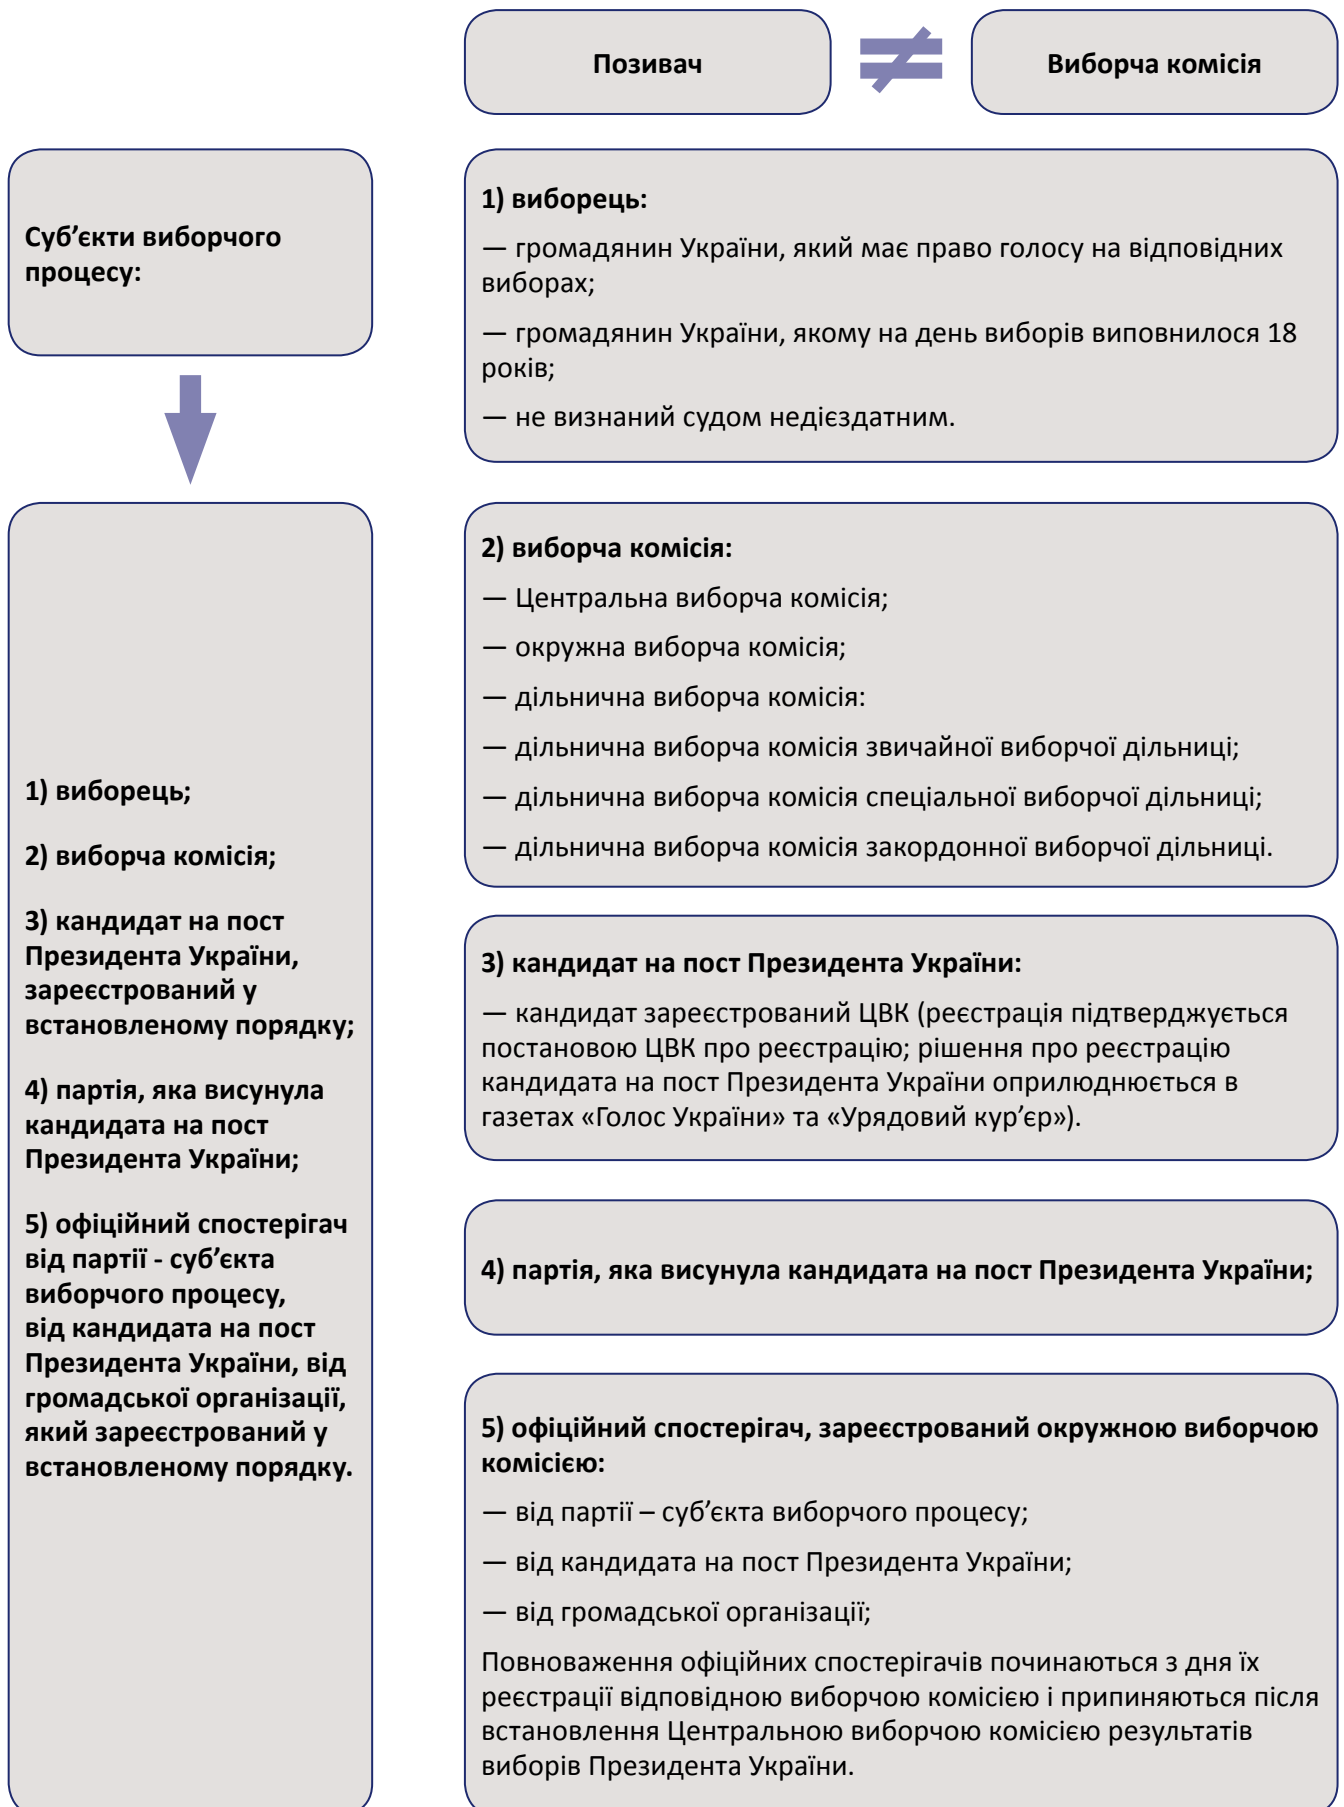 Позивач
Виборча комісія
Суб’єкти виборчого
процесу:
1) виборець;
2) виборча комісія;
3) кандидат на пост
Президента України,
зареєстрований у
встановленому порядку;
4) партія, яка висунула
кандидата на пост
Президента України;
5) офіційний спостерігач
від партії - суб’єкта
виборчого процесу,
від кандидата на пост
Президента України, від
громадської організації,
який зареєстрований у
встановленому порядку.
1) виборець:
— громадянин України, який має право голосу на відповідних
виборах;
— громадянин України, якому на день виборів виповнилося 18
років;
— не визнаний судом недієздатним.
2) виборча комісія:
— Центральна виборча комісія;
— окружна виборча комісія;
— дільнична виборча комісія:
— дільнична виборча комісія звичайної виборчої дільниці;
— дільнична виборча комісія спеціальної виборчої дільниці;
— дільнична виборча комісія закордонної виборчої дільниці.
3) кандидат на пост Президента України:
— кандидат зареєстрований ЦВК (реєстрація підтверджується
постановою ЦВК про реєстрацію; рішення про реєстрацію
кандидата на пост Президента України оприлюднюється в
газетах «Голос України» та «Урядовий кур’єр»).
4) партія, яка висунула кандидата на пост Президента України;
5) офіційний спостерігач, зареєстрований окружною виборчою
комісією:
— від партії – суб’єкта виборчого процесу;
— від кандидата на пост Президента України;
— від громадської організації;
Повноваження офіційних спостерігачів починаються з дня їх
реєстрації відповідною виборчою комісією і припиняються після
встановлення Центральною виборчою комісією результатів
виборів Президента України.